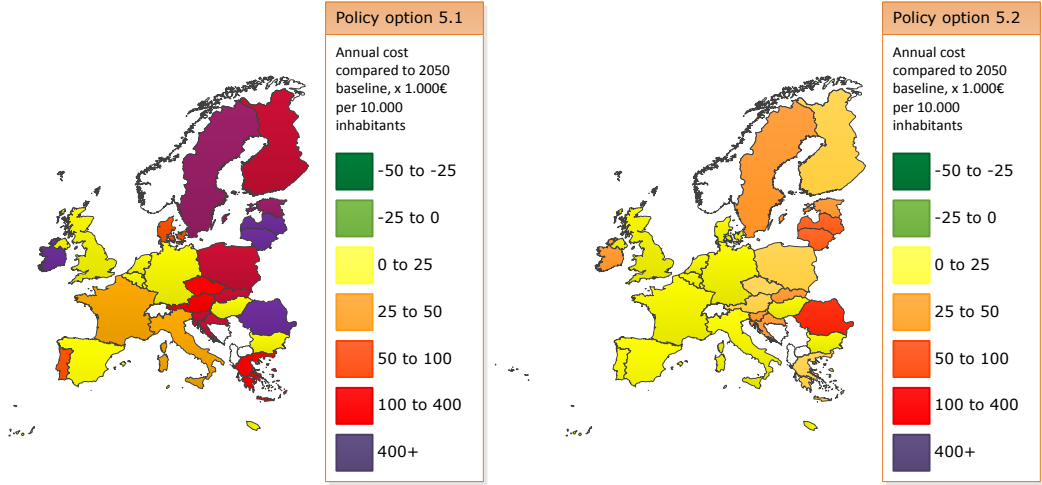 Policy option 5.1
Annual cost
compared to 2050
baseline, x 1.000€
per 10.000
inhabitants
-50 to -25
-25 to 0
0 to 25
25 to 50
50 to 100
100 to 400
400+
Policy option 5.2
Annual cost
compared to 2050
baseline, x 1.000€
per 10.000
inhabitants
-50 to -25
-25 to 0
0 to 25
25 to 50
50 to 100
100 to 400
400+